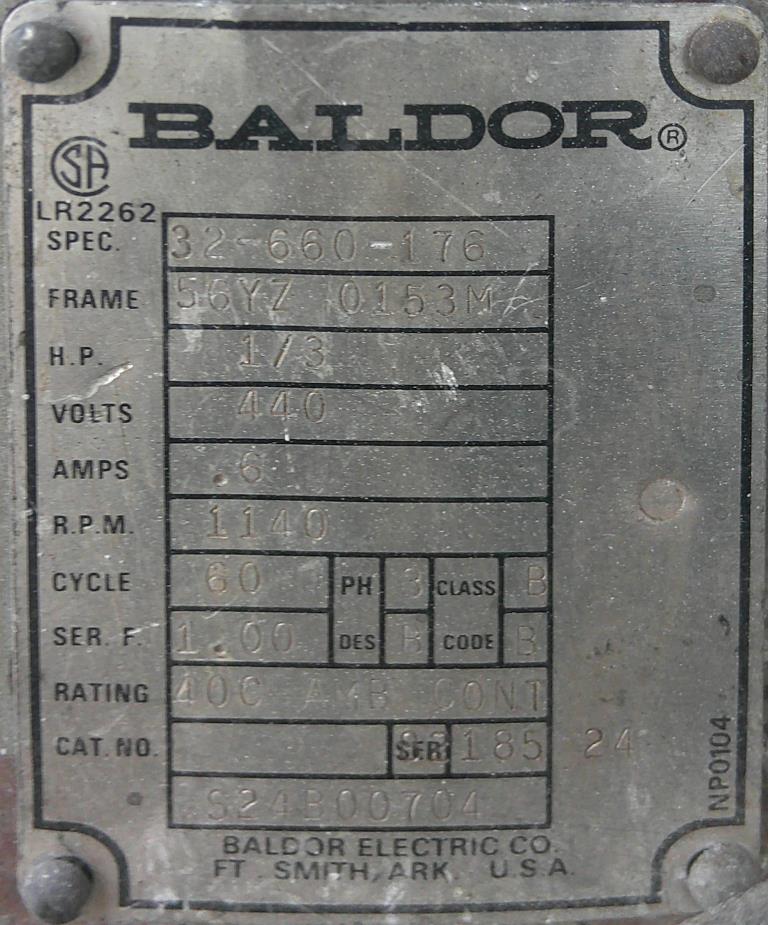 BALDOR®
LR2262
SPEC. 32-660-176
FRAME 56YZ 0153M
H.P. 1/3
VOLTS 440
AMPS .6
R.P.M. 1140
CYCLE 60 PH 3 CLASS B
SER. F. 1.00 DES CODE B
RATING 40C AMB CONT
CAT. NO. SER. 185 24
S24B00704
NP0104
BALDOR ELECTRIC CO.
FT. SMITH, ARK. U.S.A.